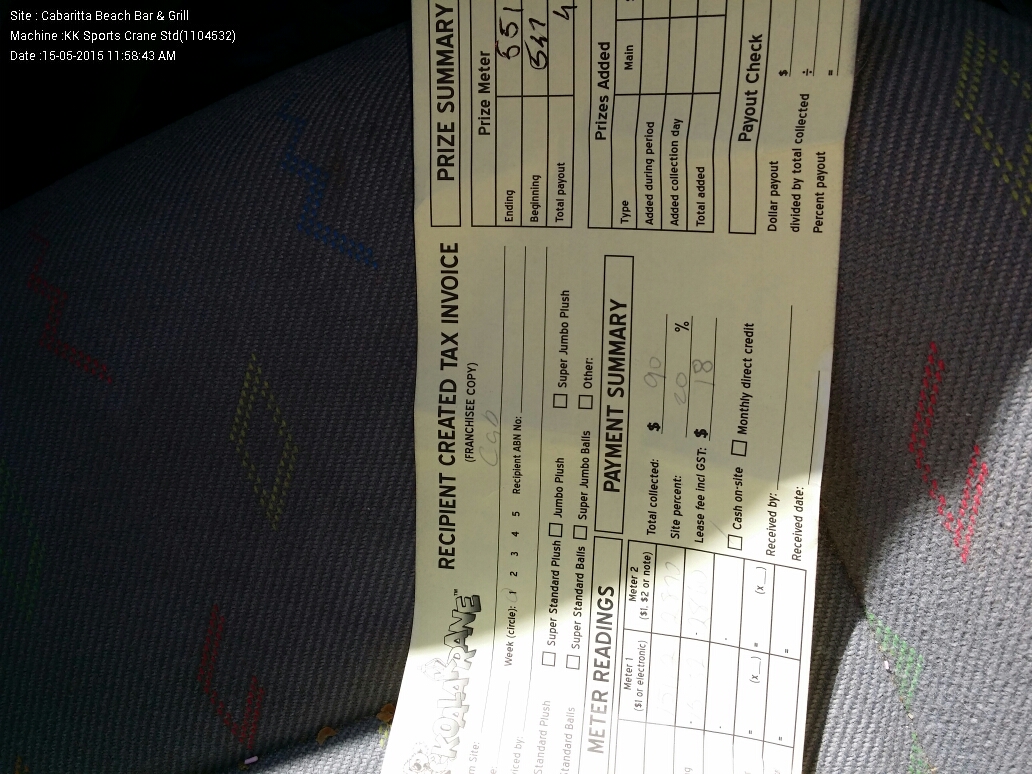 Site : Cabaritta Beach Bar & Grill
Machine :KK Sports Crane Std(1104532)
Date :15-05-2015 11:58:43 AM
RECIPIENT CREATED TAX INVOICE
(FRANCHISEE COPY)
Week (circle): 1 2 3 4 5 Recipient ABN No:
Standard Plush Super Standard Plush Jumbo Plush Super Jumbo Plush
Standard Balls Super Standard Balls Super Jumbo Balls Other:
METER READINGS
Meter 1 Meter 2
($1 or electronic) ($1, $2 or note)
= (x__) = (x__)
= =
PAYMENT SUMMARY
Total collected: $ 90
Site percent: 20 %
Lease fee incl GST: $ 18
Cash on-site Monthly direct credit
Received by:
Received date:
PRIZE SUMMARY
Prize Meter
Ending 551
Beginning 547
Total payout 4
Prizes Added
Type Main
Added during period
Added collection day
Total added
Payout Check
Dollar payout $
divided by total collected ÷
Percent payout =